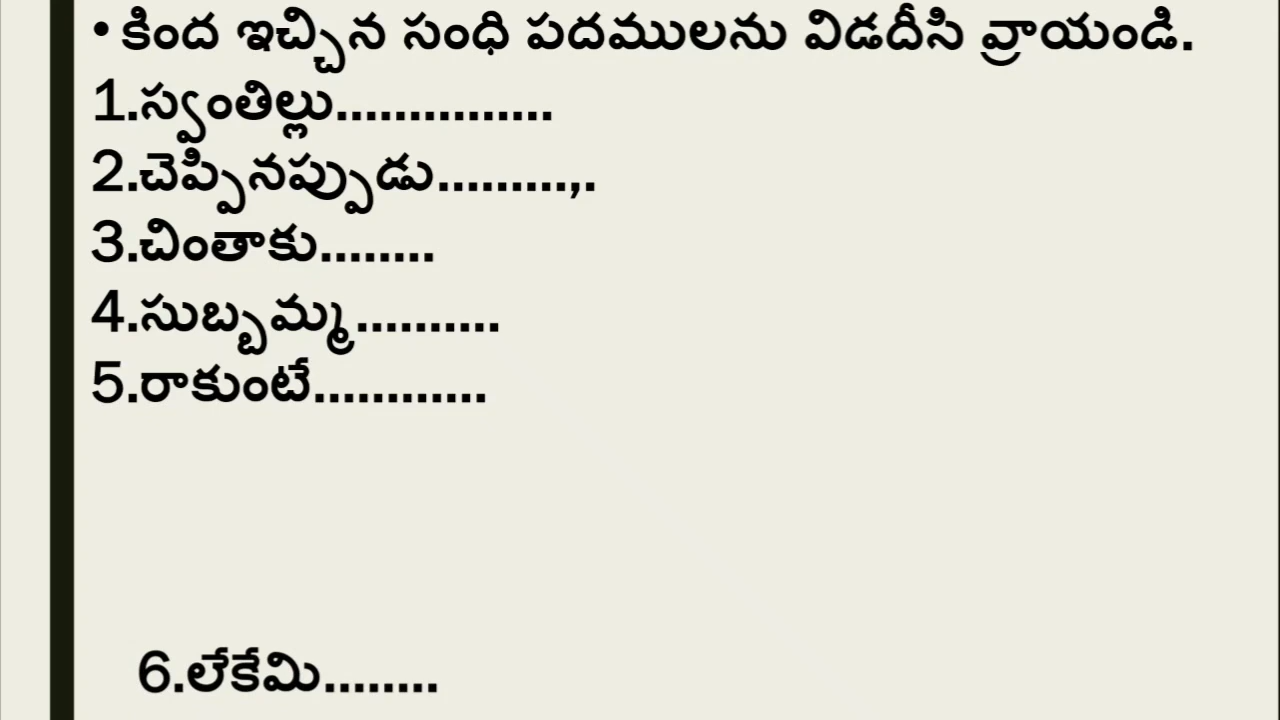 •కింద ఇచ్చిన సంధి పదములను విడదీసి వ్రాయండి.
1.స్వంతిల్లు...............
2.చెప్పినప్పుడు.........,.
3.చింతాకు........
4.సుబ్బమ్మ..........
5.రాకుంటే............
6.లేకేమి........